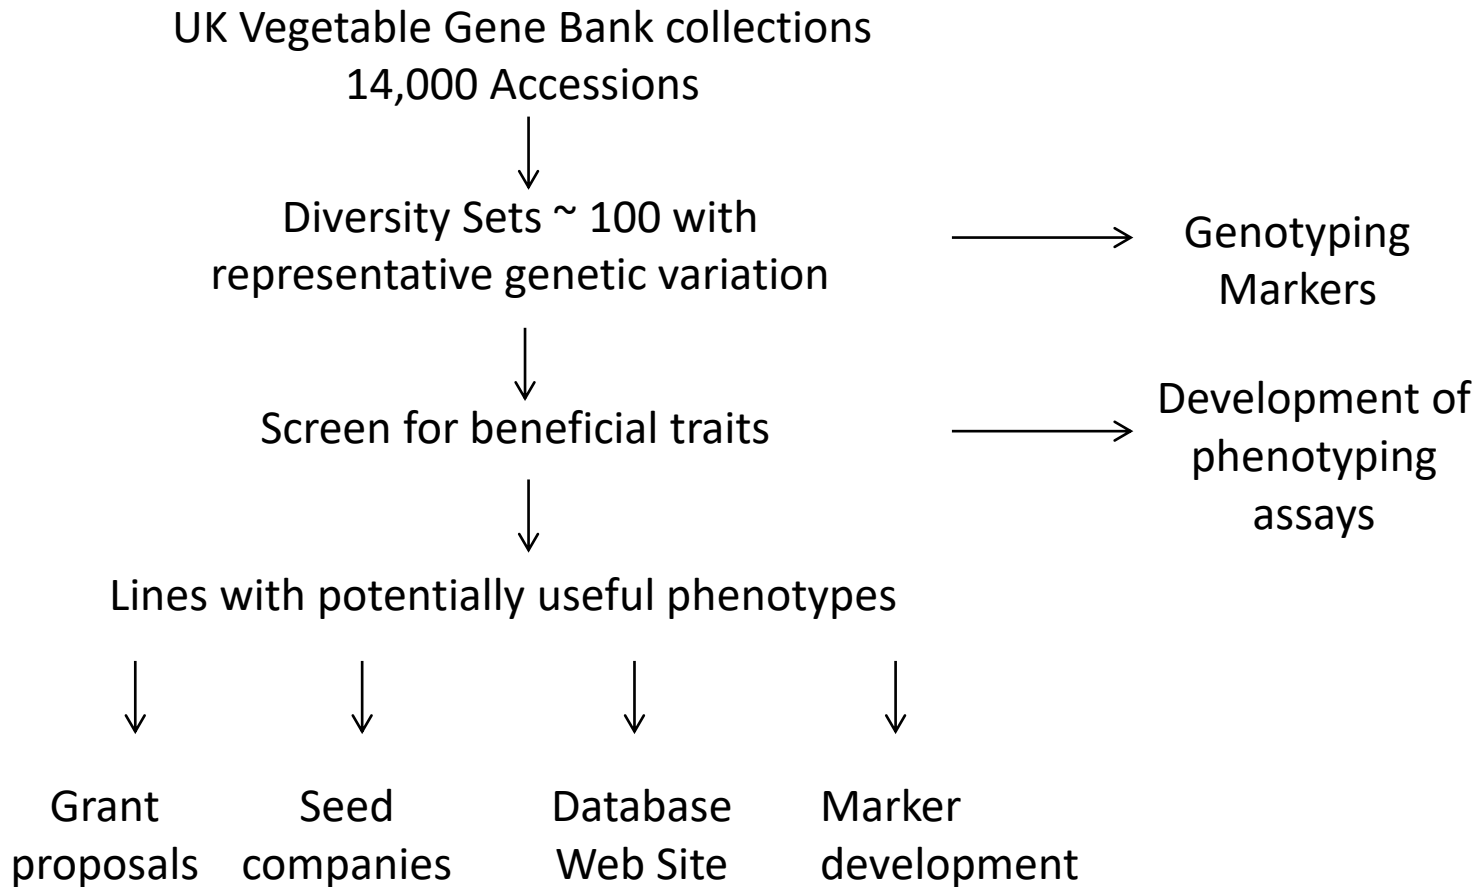 UK Vegetable Gene Bank collections
14,000 Accessions
Diversity Sets ~ 100 with
representative genetic variation
Genotyping
Markers
Screen for beneficial traits
Development of
phenotyping
assays
Lines with potentially useful phenotypes
Grant
proposals
Seed
companies
Database
Web Site
Marker
development